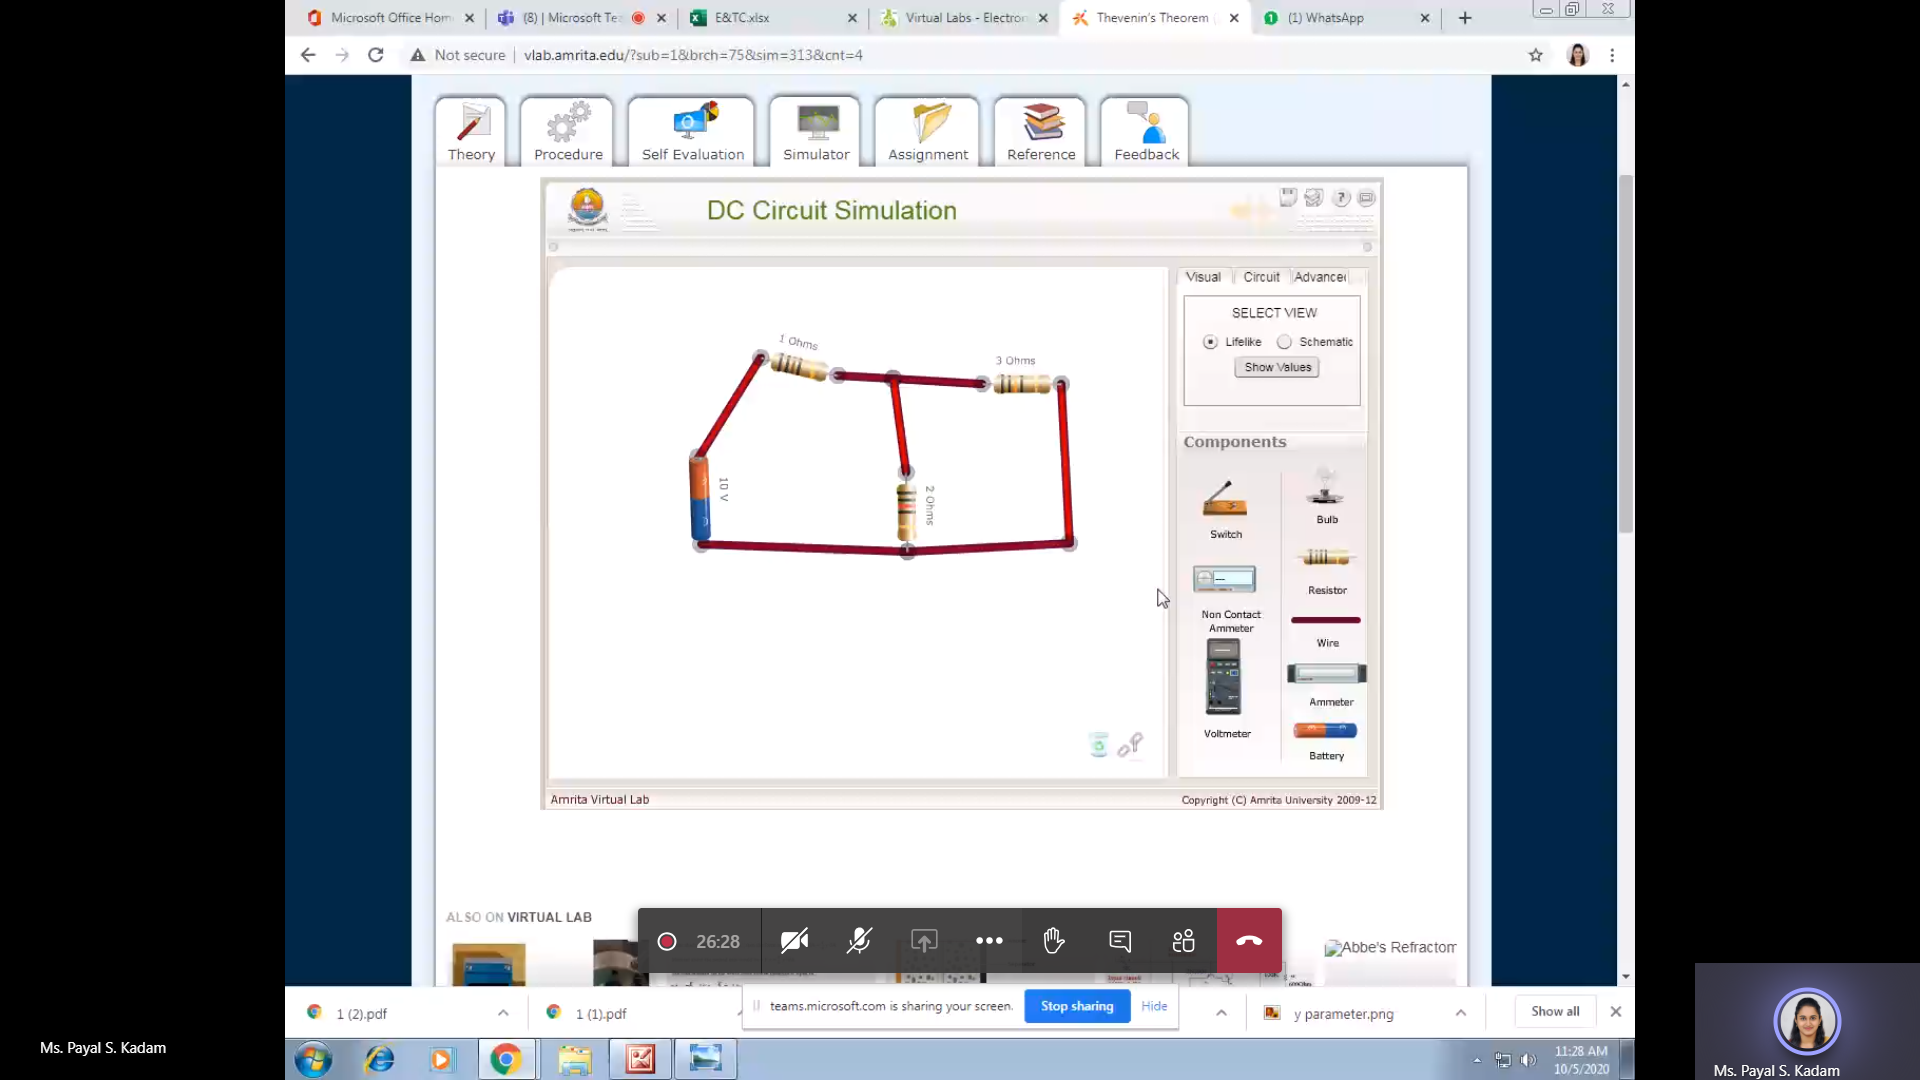 Microsoft Office Hom
(8) | Microsoft Te
E&TC.xlsx
Virtual Labs - Electron
Thevenin's Theorem
(1) WhatsApp
Not secure
vlab.amrita.edu/?sub=1&brch=75&sim=313&cnt=4
Theory
Procedure
Self Evaluation
Simulator
Assignment
Reference
Feedback
DC Circuit Simulation
Visual
Circuit
Advanced
SELECT VIEW
Lifelike
Schematic
Show Values
1 Ohms
3 Ohms
10 V
2 Ohms
Components
Switch
Bulb
Non Contact
Ammeter
Resistor
Wire
Voltmeter
Ammeter
Battery
Amrita Virtual Lab
Copyright (C) Amrita University 2009-12
ALSO ON VIRTUAL LAB
26:28
Abbe's Refractom
1 (2).pdf
1 (1).pdf
teams.microsoft.com is sharing your screen.
Stop sharing
Hide
y parameter.png
Show all
11:28 AM
10/5/2020
Ms. Payal S. Kadam
Ms. Payal S. Kadam